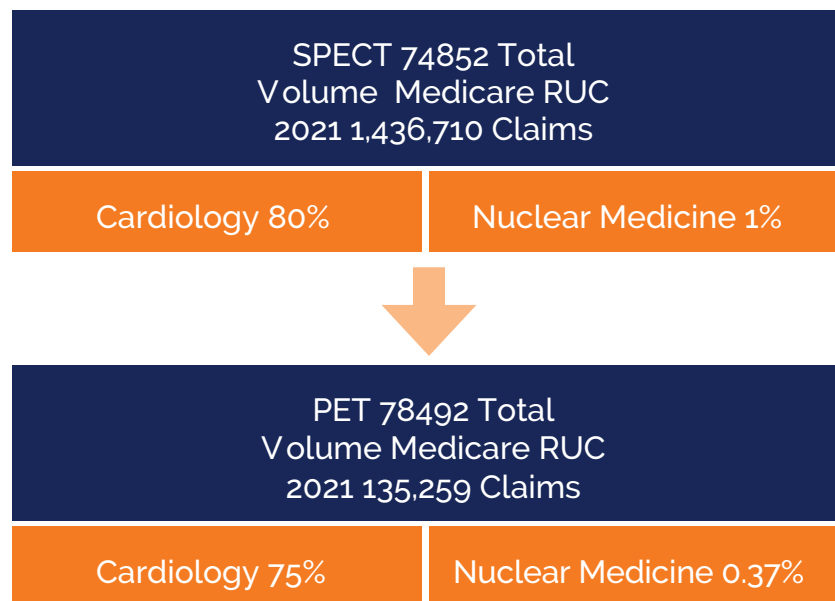 SPECT 74852 Total
Volume Medicare RUC
2021 1,436,710 Claims
Cardiology 80%
Nuclear Medicine 1%
PET 78492 Total
Volume Medicare RUC
2021 135,259 Claims
Cardiology 75%
Nuclear Medicine 0.37%